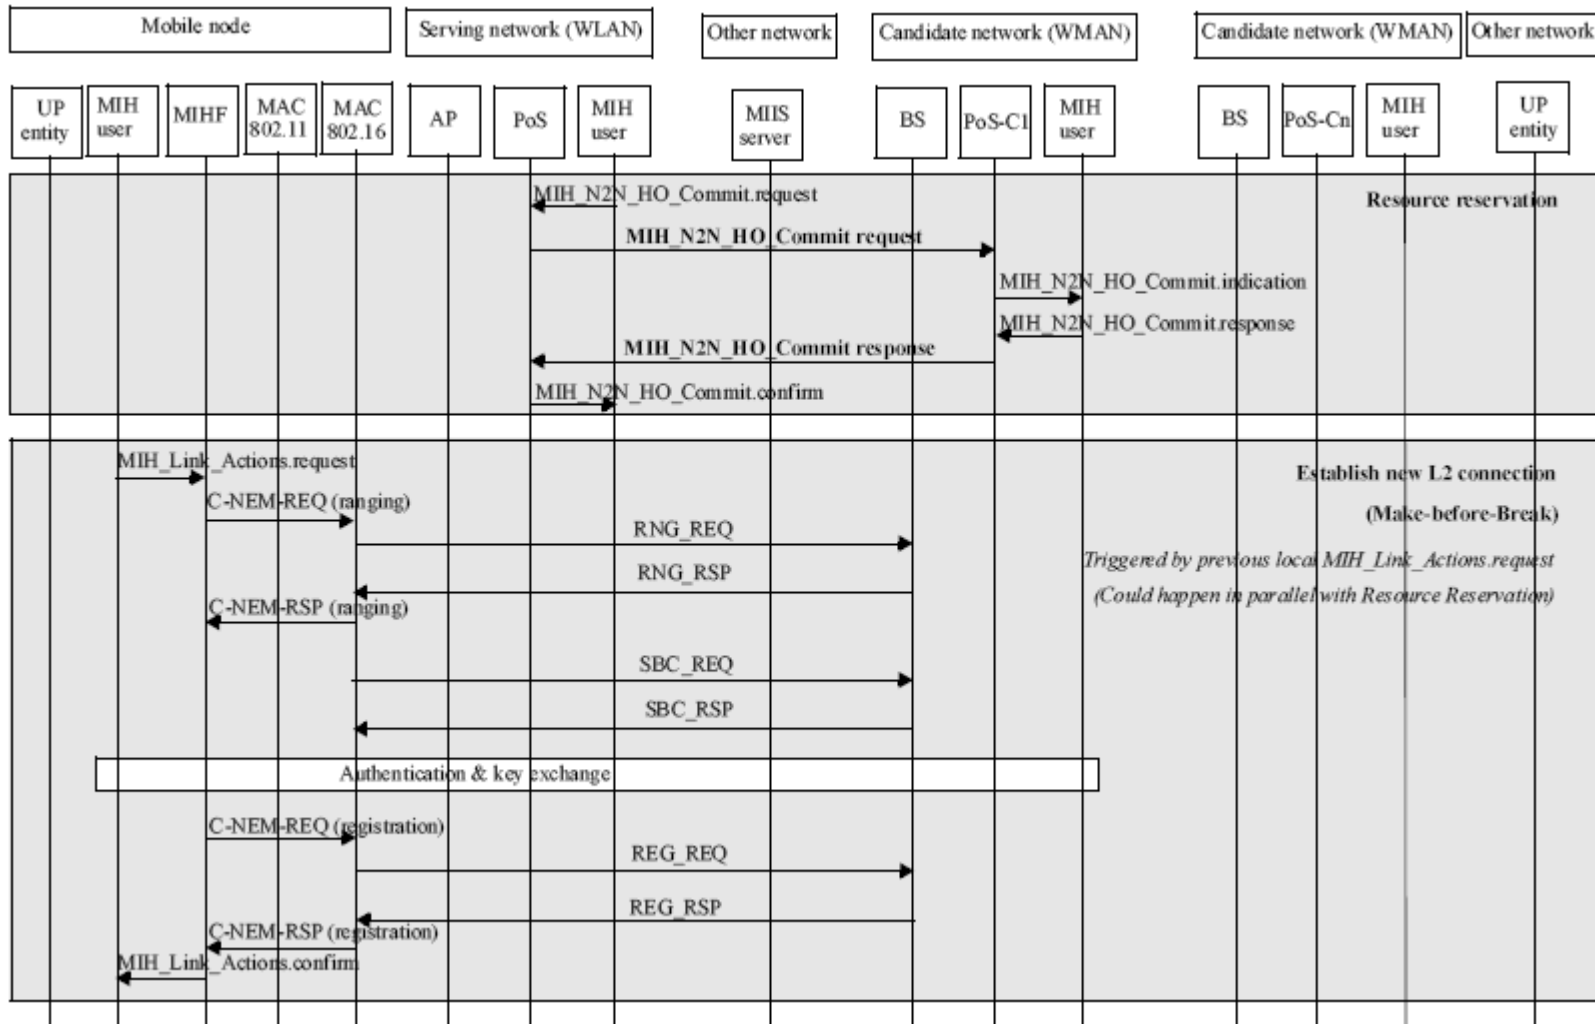 Mobile node
Serving network (WLAN)
Other network
Candidate network (WMAN)
Candidate network (WMAN)
Other network
UP
entity
MIH
user
MIHF
MAC
802.11
MAC
802.16
AP
PoS
MIH
user
MIIS
server
BS
PoS-C1
MIH
user
BS
PoS-Cn
MIH
user
UP
entity
MIH_N2N_HO_Commit.request
Resource reservation
MIH_N2N_HO_Commit request
MIH_N2N_HO_Commit.indication
MIH_N2N_HO_Commit.response
MIH_N2N_HO_Commit response
MIH_N2N_HO_Commit.confirm
MIH_Link_Actions.request
Establish new L2 connection
C-NEM-REQ (ranging)
(Make-before-Break)
RNG_REQ
Triggered by previous local MIH_Link_Actions.request
RNG_RSP
(Could happen in parallel with Resource Reservation)
C-NEM-RSP (ranging)
SBC_REQ
SBC_RSP
Authentication & key exchange
C-NEM-REQ (registration)
REG_REQ
REG_RSP
C-NEM-RSP (registration)
MIH_Link_Actions.confirm